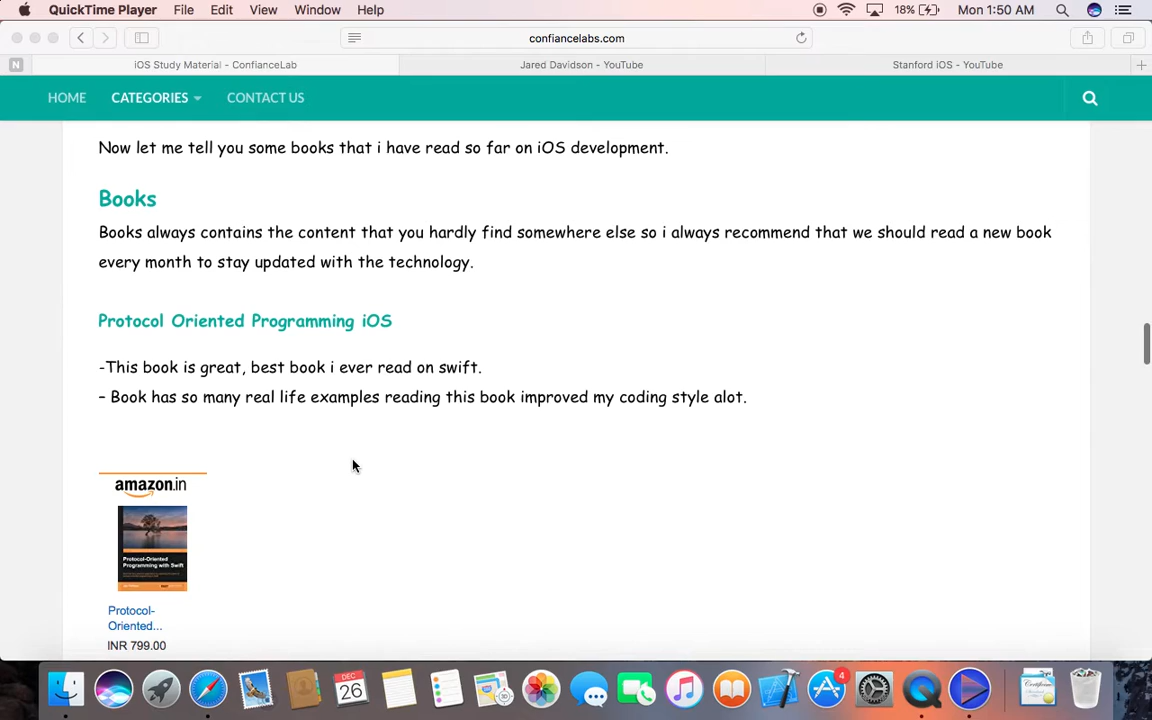 QuickTime Player File Edit View Window Help 18% Mon 1:50 AM
confiancelabs.com
N iOS Study Material - ConfianceLab Jared Davidson - YouTube Stanford iOS - YouTube
HOME CATEGORIES CONTACT US
Now let me tell you some books that i have read so far on iOS development.
Books
Books always contains the content that you hardly find somewhere else so i always recommend that we should read a new book
every month to stay updated with the technology.
Protocol Oriented Programming iOS
-This book is great, best book i ever read on swift.
– Book has so many real life examples reading this book improved my coding style alot.
amazon.in
Protocol-Oriented
Programming with Swift
Protocol-
Oriented...
INR 799.00
DEC
26
4